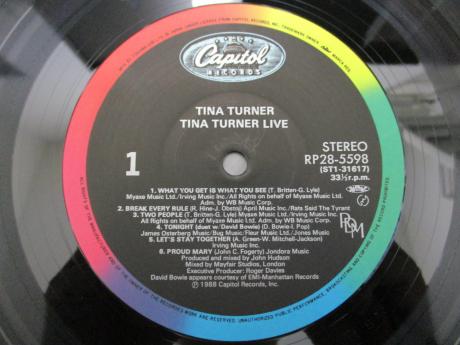 Capitol
RECORDS
TINA TURNER
TINA TURNER LIVE
1
STEREO
RP28-5598
(ST1-31617)
33⅓r.p.m.
1. WHAT YOU GET IS WHAT YOU SEE (T. Britten-G. Lyle)
Myaxe Music Ltd./Irving Music Inc./All Rights on behalf of Myaxe Music Ltd.
Adm. by WB Music Corp.
2. BREAK EVERY RULE (R. Hine-J. Obstoj) April Music Inc./Rats Said The Tyrant
3. TWO PEOPLE (T. Britten-G. Lyle) Myaxe Music Ltd./Irving Music Inc.
All Rights on behalf of Myaxe Music Ltd. Adm. by WB Music Corp.
4. TONIGHT (duet w/ David Bowie) (D. Bowie-I. Pop)
James Osterberg Music/Bug Music/Fleur Music Ltd./Jones Music
5. LET'S STAY TOGETHER (A. Green-W. Mitchell-Jackson)
Irving Music Inc.
6. PROUD MARY (John C. Fogerty) Jondora Music
Produced and mixed by John Hudson
Mixed by Mayfair Studios, London
Executive Producer: Roger Davies
David Bowie appears courtesy of EMI-Manhattan Records
Ⓟ1988 Capitol Records, Inc.